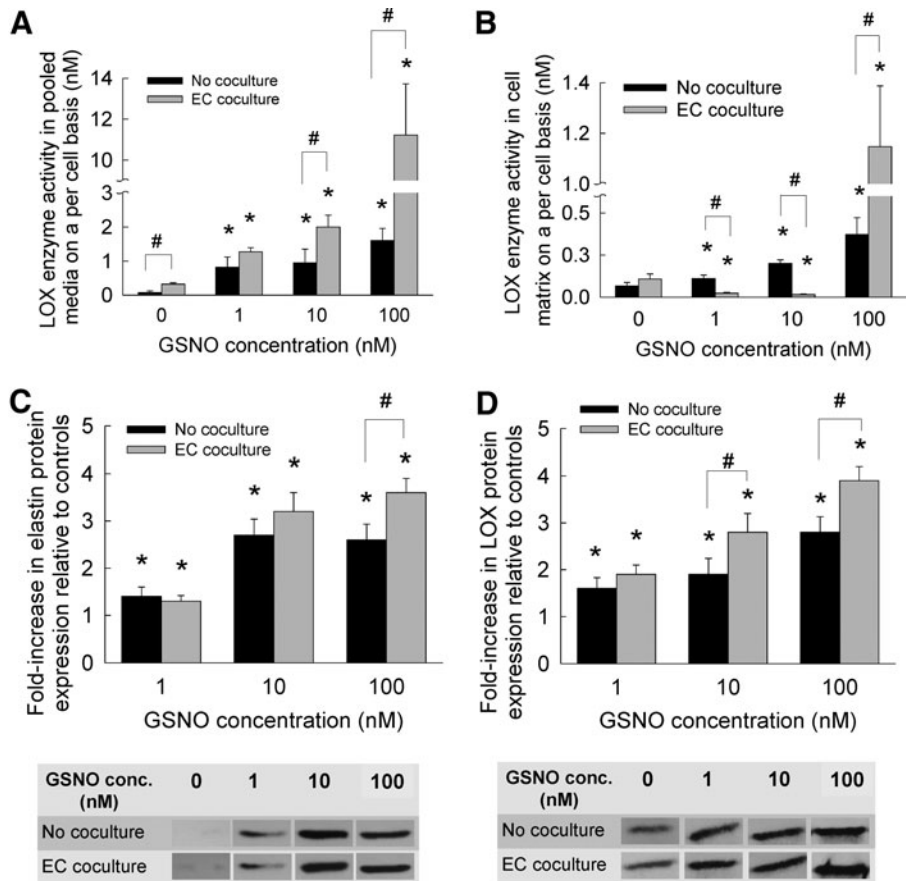 A
LOX enzyme activity in pooled
media on a per cell basis (nM)
No coculture
EC coculture
14
12
10
3
2
1
0
#
*
*
#
*
*
#
*
*
0 1 10 100
GSNO concentration (nM)
B
LOX enzyme activity in cell
matrix on a per cell basis (nM)
No coculture
EC coculture
1.4
1.2
1.0
0.5
0.3
0.0
#
*
*
#
*
*
#
*
*
0 1 10 100
GSNO concentration (nM)
C
Fold-increase in elastin protein
expression relative to controls
No coculture
EC coculture
5
4
3
2
1
0
*
*
*
*
#
*
*
1 10 100
GSNO concentration (nM)
GSNO conc. 0 1 10 100
(nM)
No coculture
EC coculture
D
Fold-increase in LOX protein
expression relative to controls
No coculture
EC coculture
5
4
3
2
1
0
*
*
#
*
*
#
*
*
1 10 100
GSNO concentration (nM)
GSNO conc. 0 1 10 100
(nM)
No coculture
EC coculture